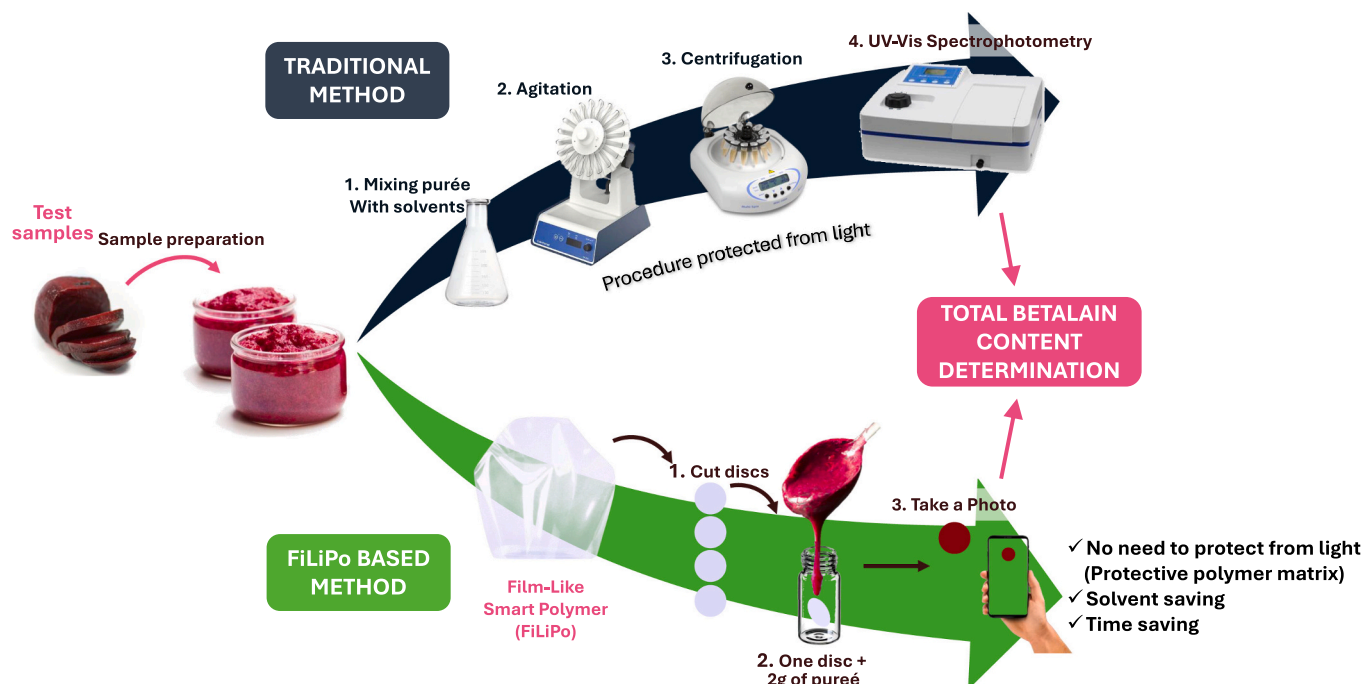 TRADITIONAL
METHOD
1. Mixing purée
With solvents
2. Agitation
3. Centrifugation
4. UV-Vis Spectrophotometry
Procedure protected from light
Test
samples
Sample preparation
TOTAL BETALAIN
CONTENT
DETERMINATION
FiLiPo BASED
METHOD
Film-Like
Smart Polymer
(FiLiPo)
1. Cut discs
2. One disc +
2g of pureé
3. Take a Photo
✓ No need to protect from light
(Protective polymer matrix)
✓ Solvent saving
✓ Time saving